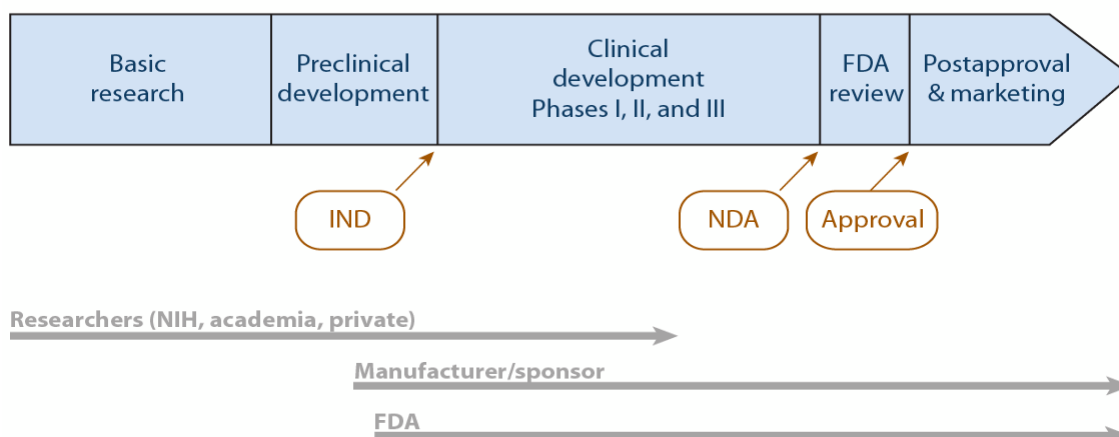 Basic
research
Preclinical
development
Clinical
development
Phases I, II, and III
FDA
review
Postapproval
& marketing
IND
NDA
Approval
Researchers (NIH, academia, private)
Manufacturer/sponsor
FDA